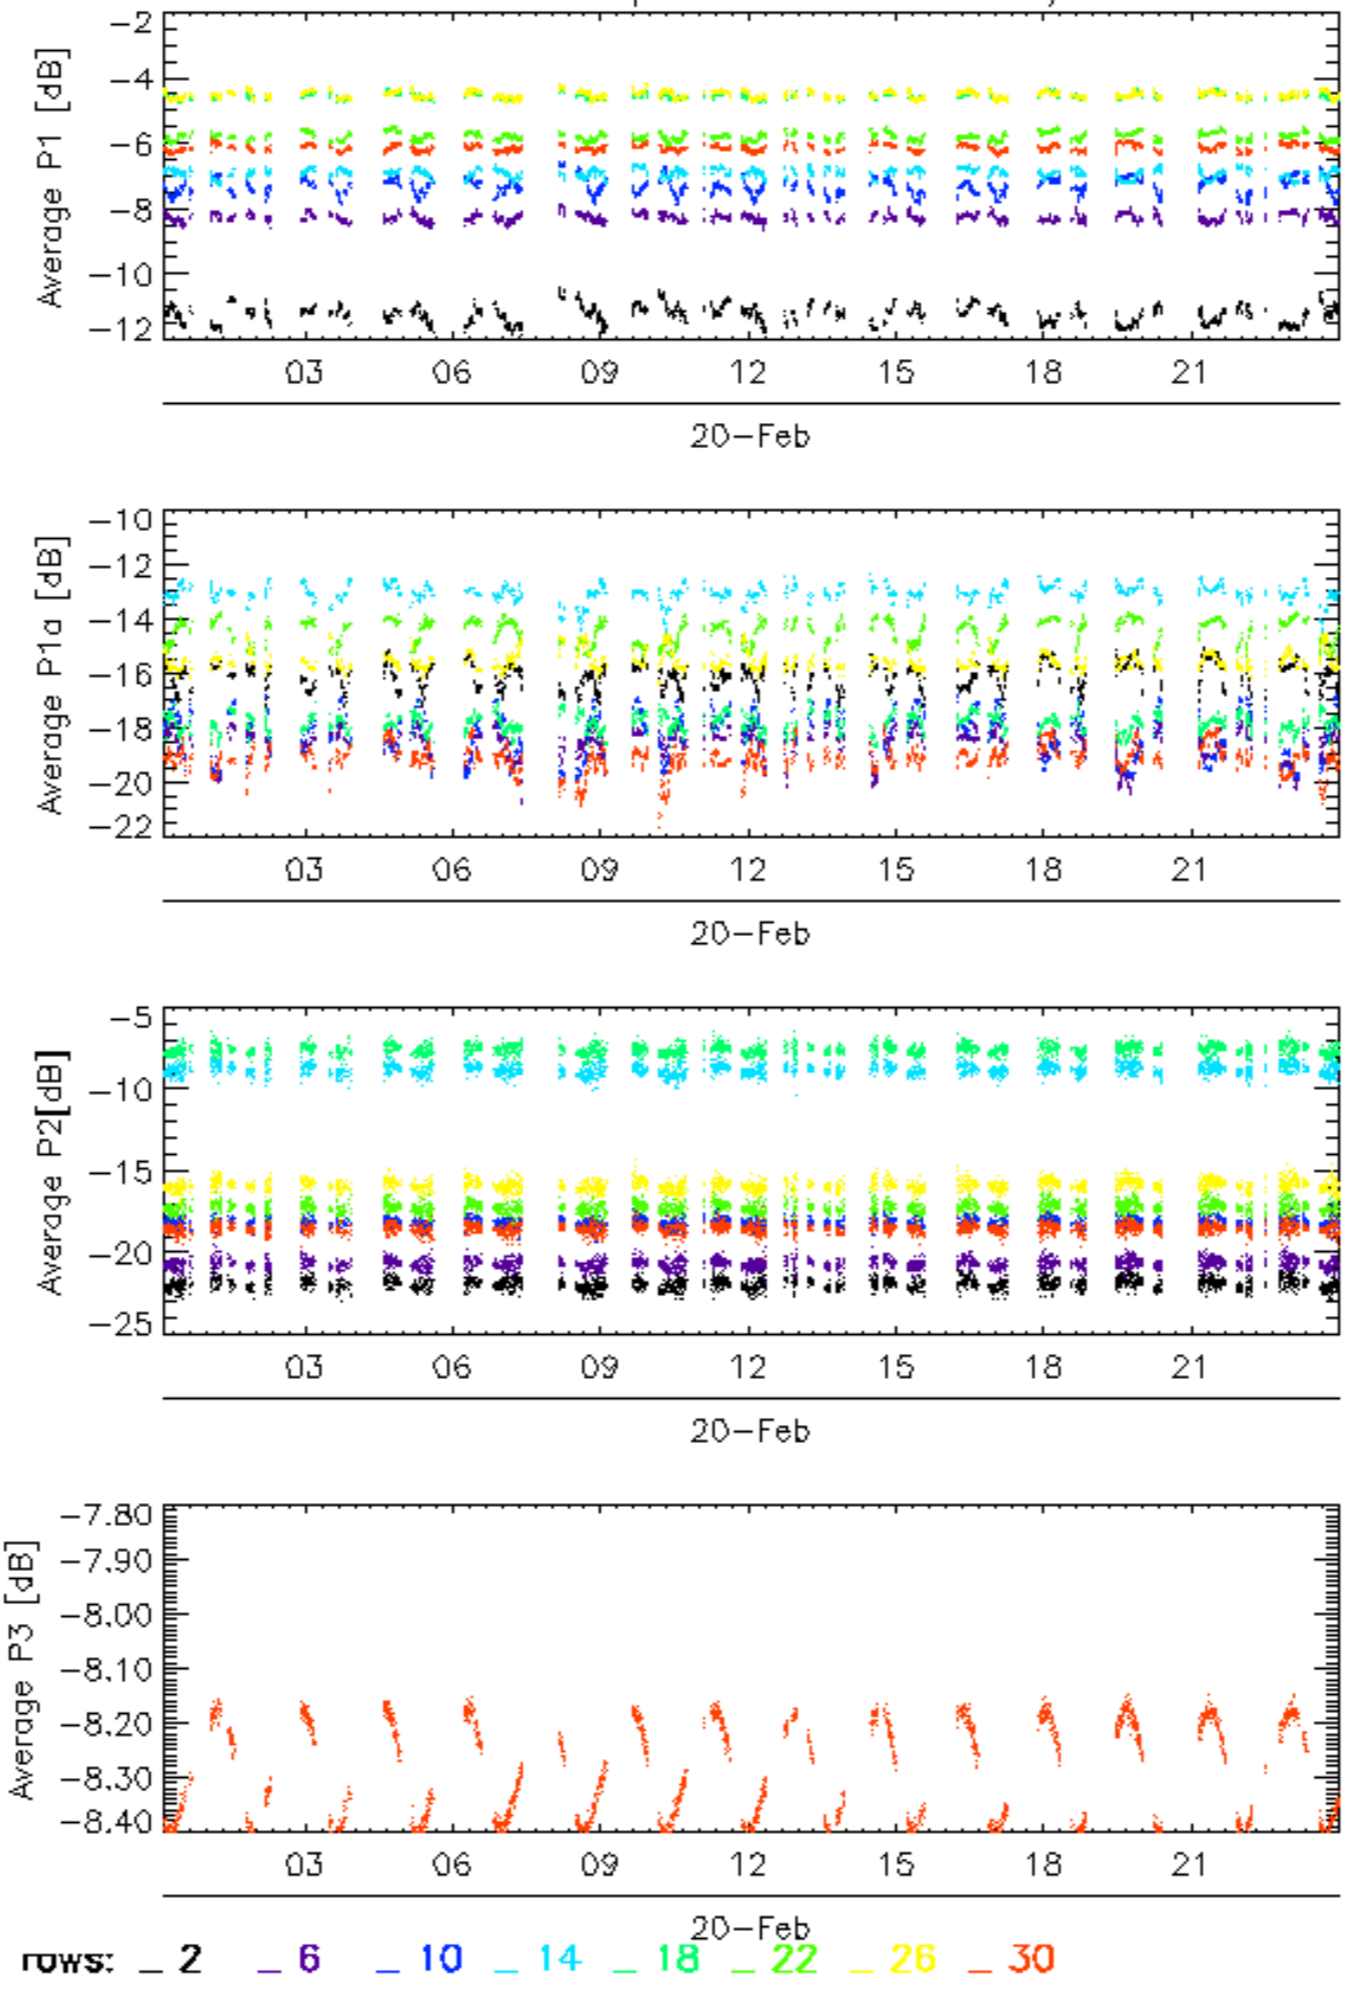 Average P1 [dB]
-2
-4
-6
-8
-10
-12
03 06 09 12 15 18 21
20-Feb
Average P1a [dB]
-10
-12
-14
-16
-18
-20
-22
03 06 09 12 15 18 21
20-Feb
Average P2[dB]
-5
-10
-15
-20
-25
03 06 09 12 15 18 21
20-Feb
Average P3 [dB]
-7.80
-7.90
-8.00
-8.10
-8.20
-8.30
-8.40
03 06 09 12 15 18 21
20-Feb
rows: _ 2 _ 6 _ 10 _ 14 _ 18 _ 22 _ 26 _ 30